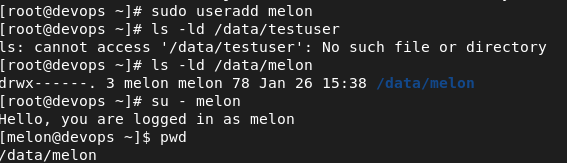 [root@devops ~]# sudo useradd melon
[root@devops ~]# ls -ld /data/testuser
ls: cannot access '/data/testuser': No such file or directory
[root@devops ~]# ls -ld /data/melon
drwx------. 3 melon melon 78 Jan 26 15:38 /data/melon
[root@devops ~]# su - melon
Hello, you are logged in as melon
[melon@devops ~]$ pwd
/data/melon